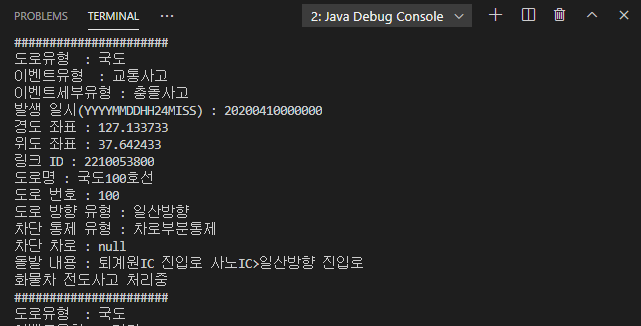 PROBLEMS TERMINAL ... 2: Java Debug Console
######################
도로유형 : 국도
이벤트유형 : 교통사고
이벤트세부유형 : 충동사고
발생 일시(YYYYMMDDHH24MISS) : 20200410000000
경도 좌표 : 127.133733
위도 좌표 : 37.642433
링크 ID : 2210053800
도로명 : 국도100호선
도로 번호 : 100
도로 방향 유형 : 일산방향
차단 통제 유형 : 차로부분통제
차단 차로 : null
돌발 내용 : 퇴계원IC 진입로 사노IC>일산방향 진입로
화물차 전도사고 처리중
######################
도로유형 : 국도